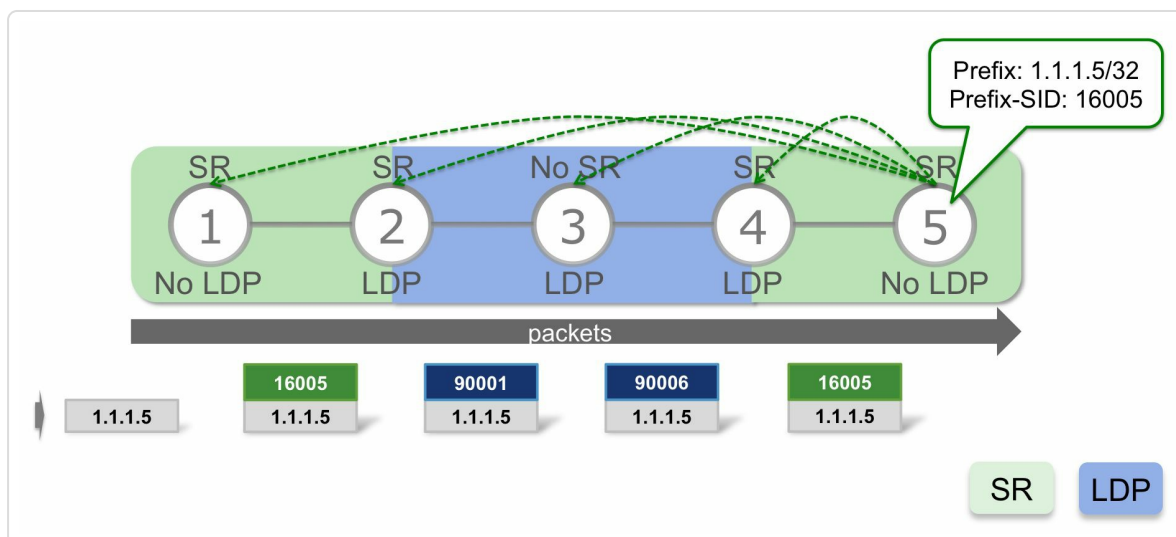 Prefix: 1.1.1.5/32
Prefix-SID: 16005
SR SR No SR SR SR
1 2 3 4 5
No LDP LDP LDP LDP No LDP
packets
16005 90001 90006 16005
1.1.1.5 1.1.1.5 1.1.1.5 1.1.1.5 1.1.1.5
SR LDP